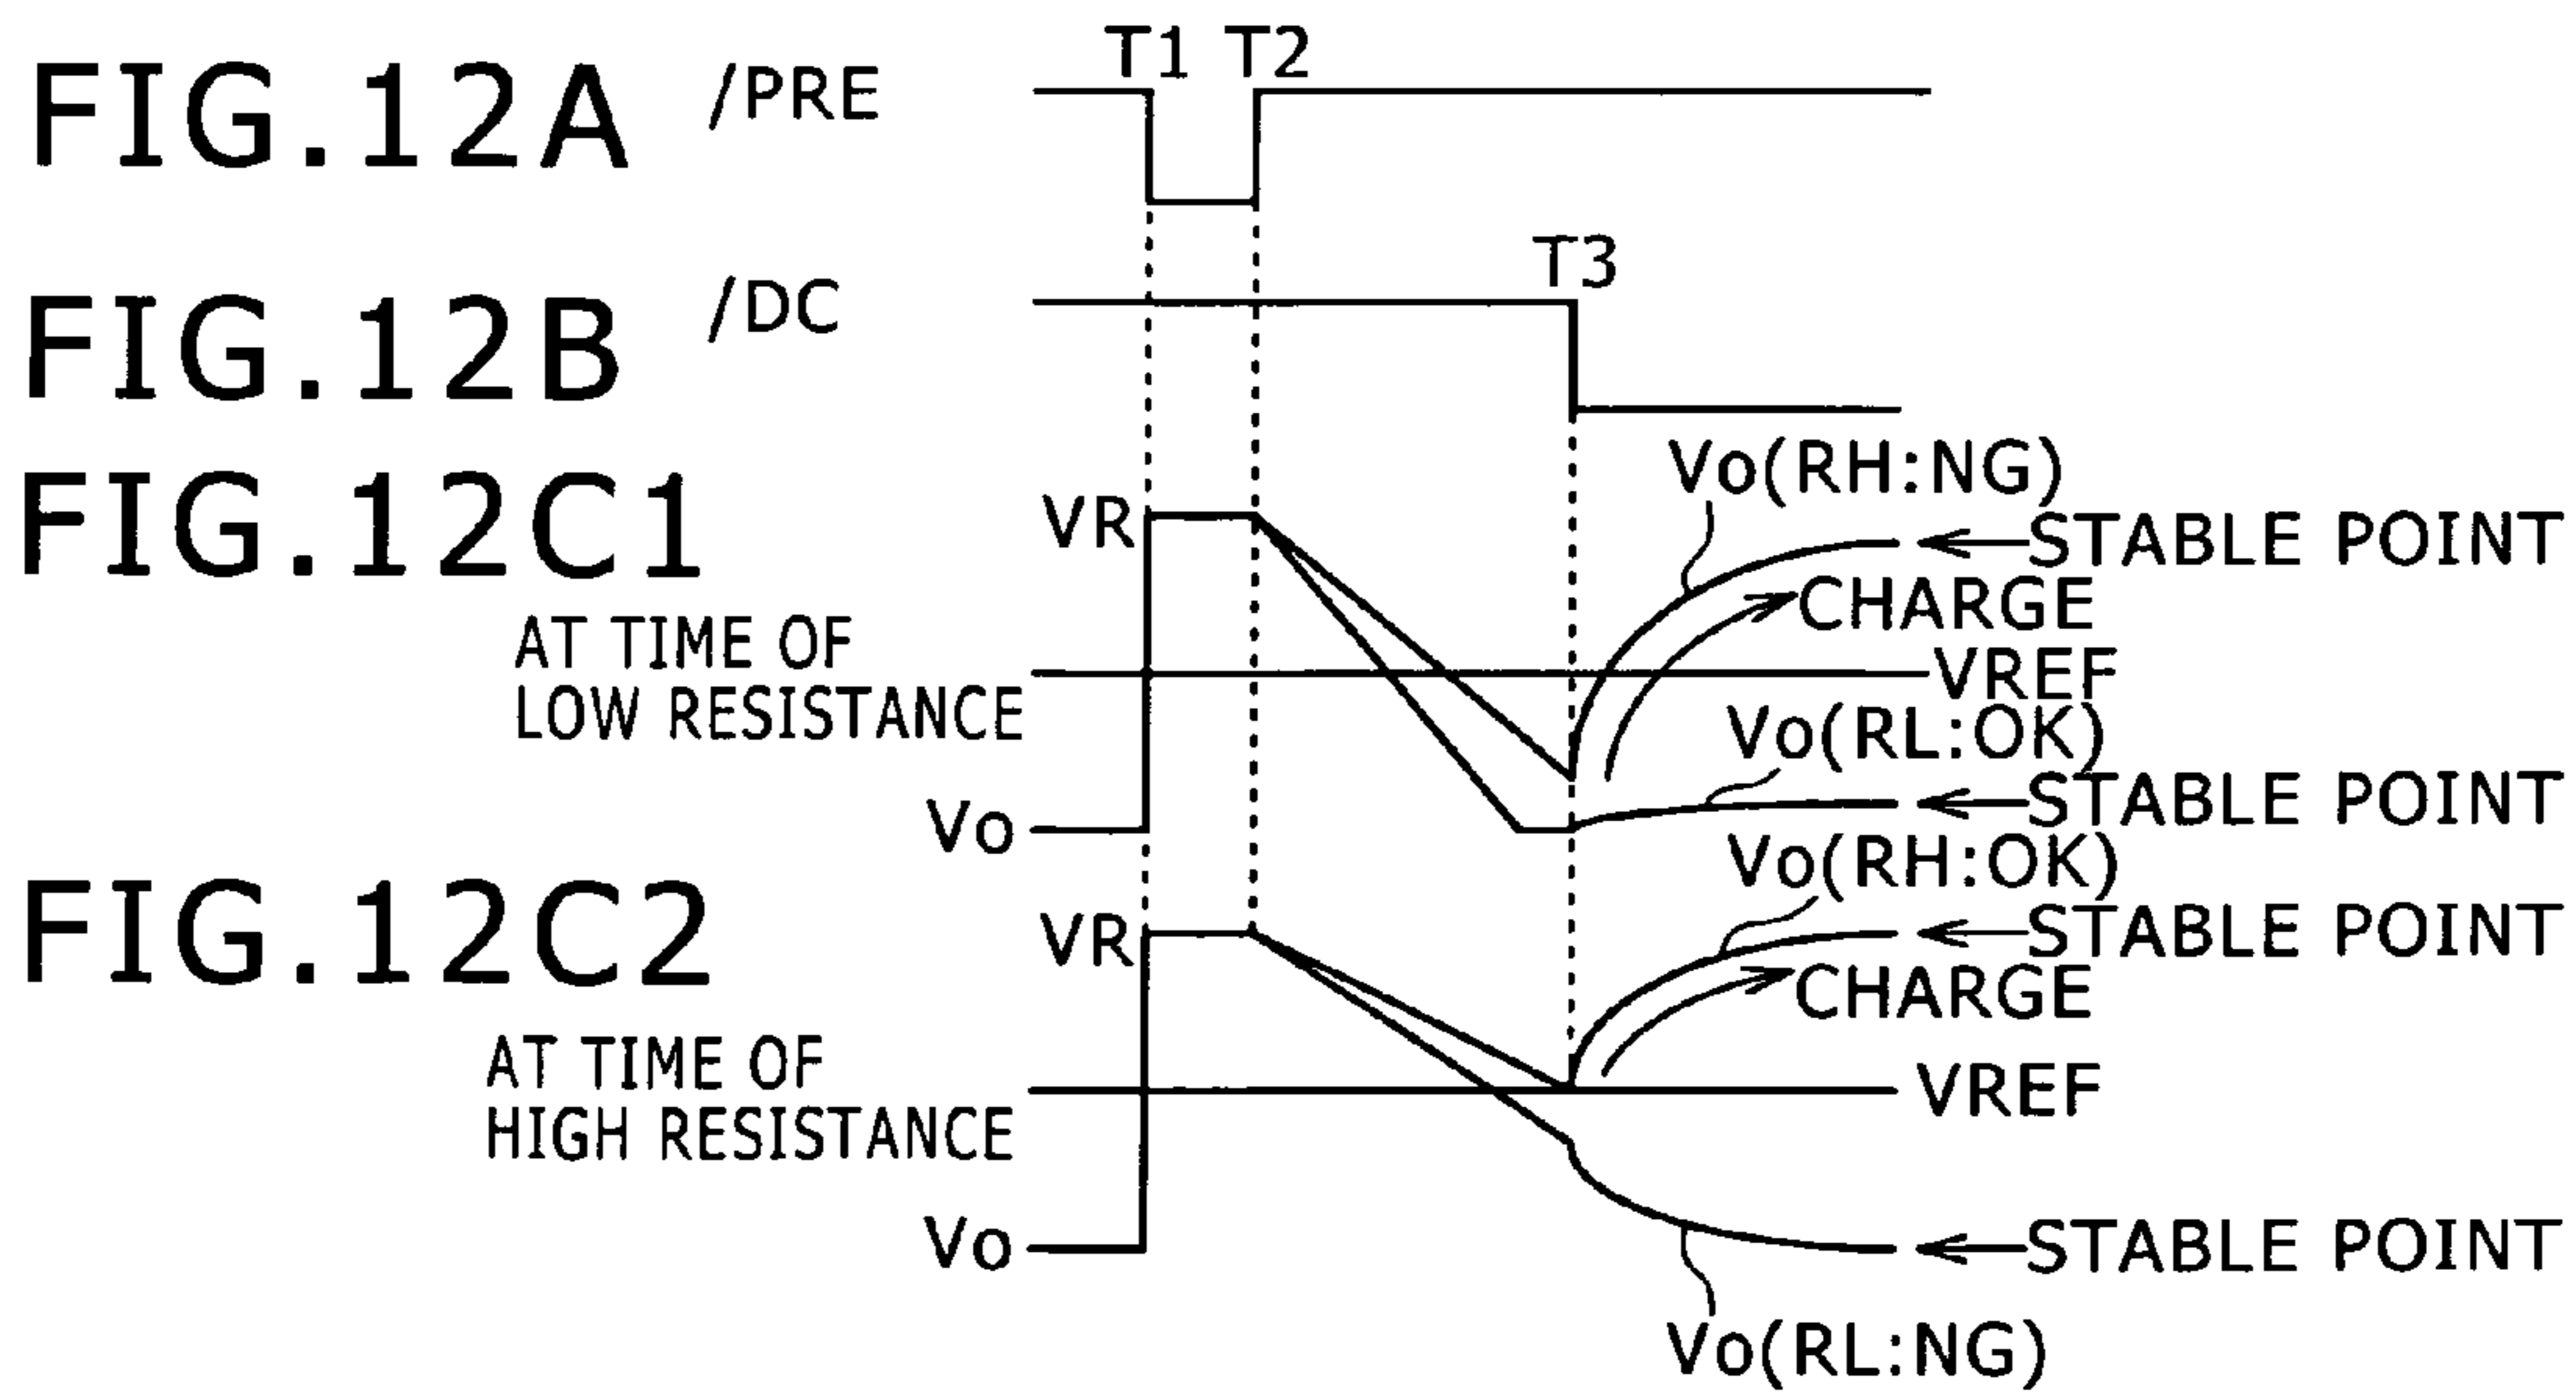 T1 T2
FIG.12A /PRE
T3
FIG.12B /DC
Vo(RH:NG)
FIG.12C1
VR
STABLE POINT
CHARGE
AT TIME OF
LOW RESISTANCE
VREF
Vo(RL:OK)
Vo
STABLE POINT
Vo(RH:OK)
FIG.12C2
VR
STABLE POINT
CHARGE
AT TIME OF
HIGH RESISTANCE
VREF
Vo
STABLE POINT
Vo(RL:NG)